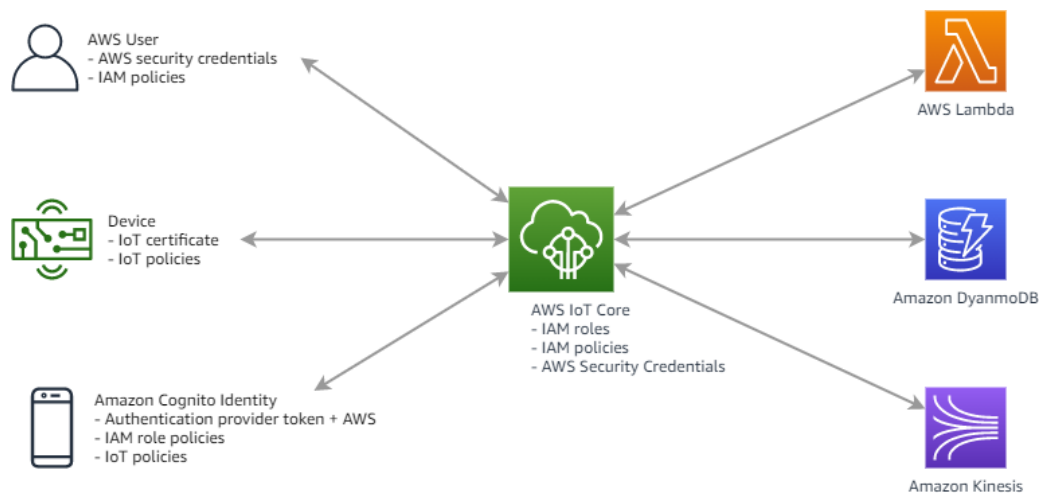 AWS User
- AWS security credentials
- IAM policies
Device
- IoT certificate
- IoT policies
Amazon Cognito Identity
- Authentication provider token + AWS
- IAM role policies
- IoT policies
AWS IoT Core
- IAM roles
- IAM policies
- AWS Security Credentials
AWS Lambda
Amazon DyanmoDB
Amazon Kinesis